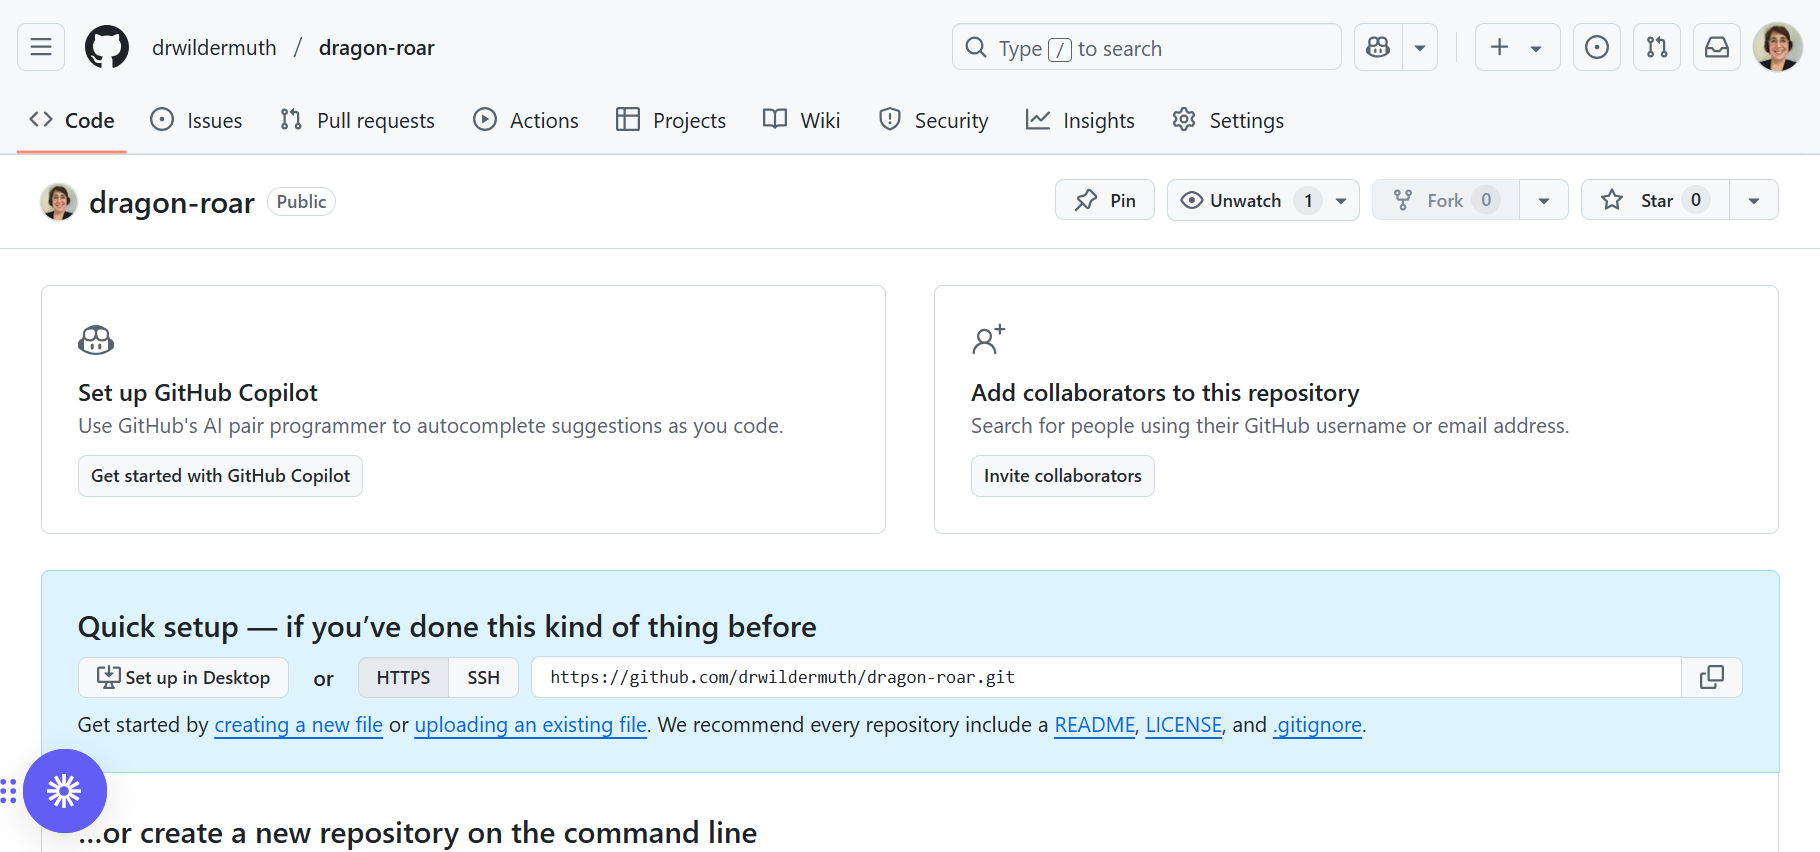 drwildermuth / dragon-roar
Type / to search
Code Issues Pull requests Actions Projects Wiki Security Insights Settings
dragon-roar Public
Pin Unwatch 1 Fork 0 Star 0
Set up GitHub Copilot
Use GitHub's AI pair programmer to autocomplete suggestions as you code.
Get started with GitHub Copilot
Add collaborators to this repository
Search for people using their GitHub username or email address.
Invite collaborators
Quick setup — if you’ve done this kind of thing before
Set up in Desktop or HTTPS SSH https://github.com/drwildermuth/dragon-roar.git
Get started by creating a new file or uploading an existing file. We recommend every repository include a README, LICENSE, and .gitignore.
…or create a new repository on the command line